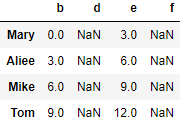 b d e f
Mary 0.0 NaN 3.0 NaN
Aliee 3.0 NaN 6.0 NaN
Mike 6.0 NaN 9.0 NaN
Tom 9.0 NaN 12.0 NaN